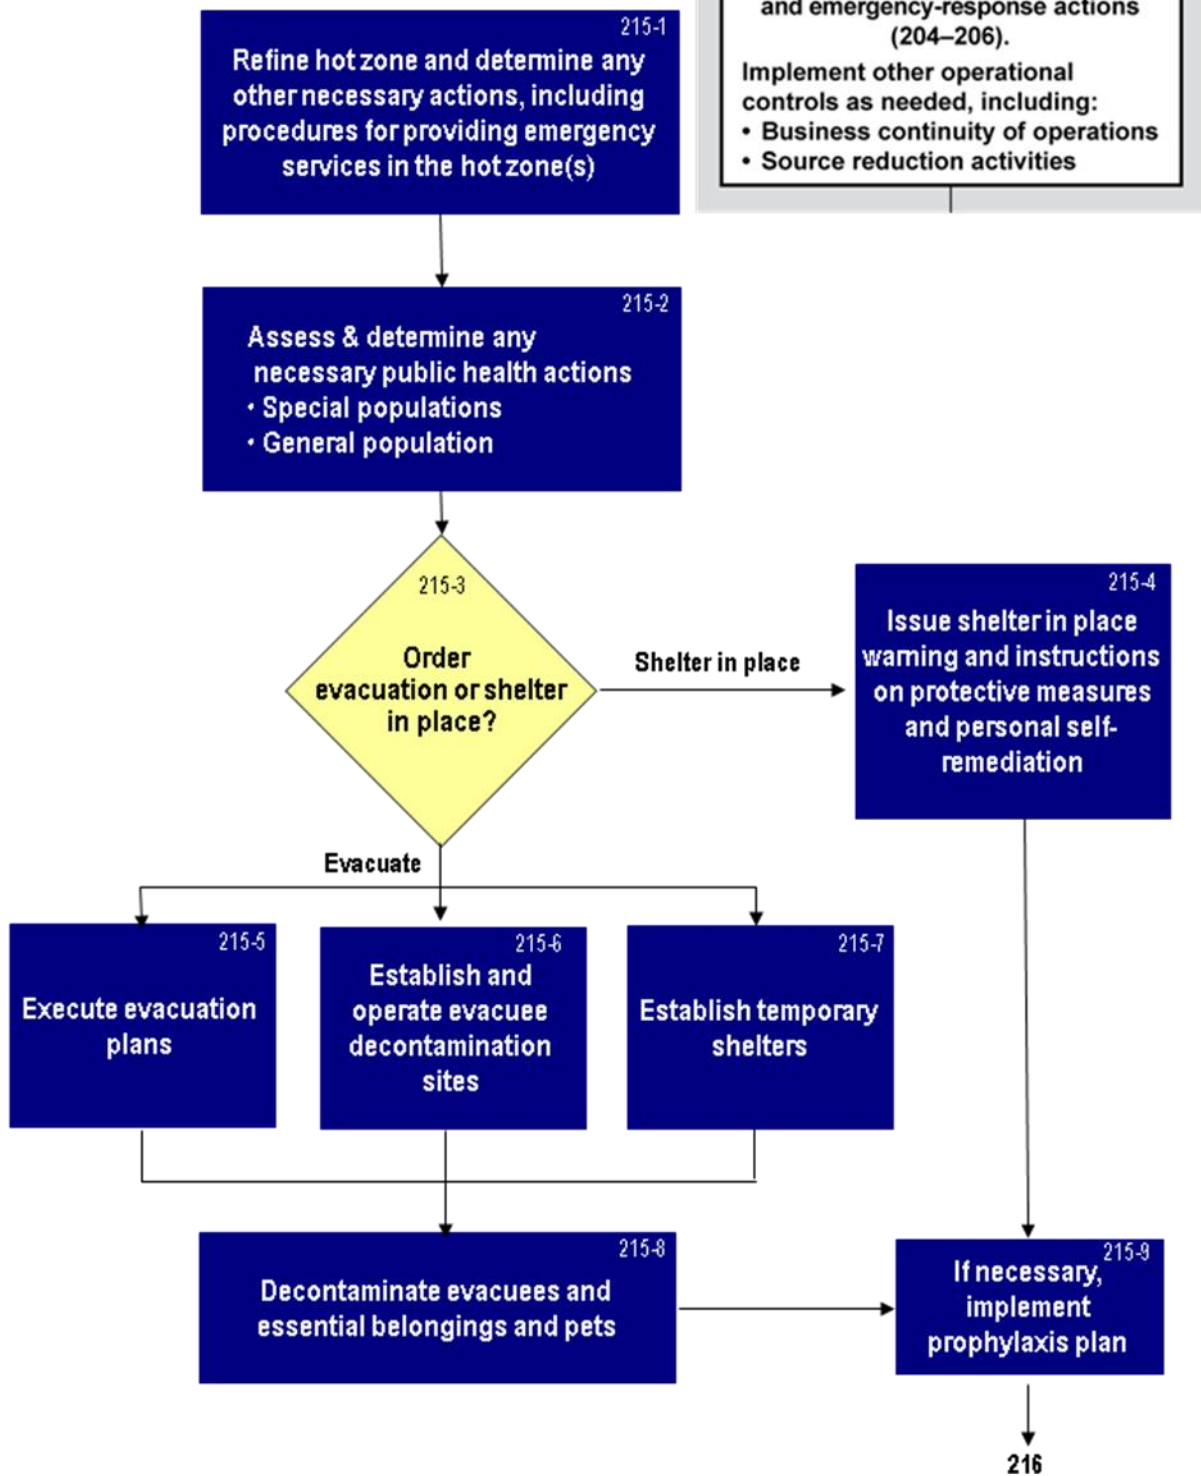 215-1
Refine hot zone and determine any
other necessary actions, including
procedures for providing emergency
services in the hot zone(s)
and emergency-response actions
(204–206).
Implement other operational
controls as needed, including:
• Business continuity of operations
• Source reduction activities
215-2
Assess & determine any
necessary public health actions
• Special populations
• General population
215-3
Order
evacuation or shelter
in place?
Shelter in place
215-4
Issue shelter in place
warning and instructions
on protective measures
and personal self-
remediation
Evacuate
215-5
Execute evacuation
plans
215-6
Establish and
operate evacuee
decontamination
sites
215-7
Establish temporary
shelters
215-8
Decontaminate evacuees and
essential belongings and pets
215-9
If necessary,
implement
prophylaxis plan
216